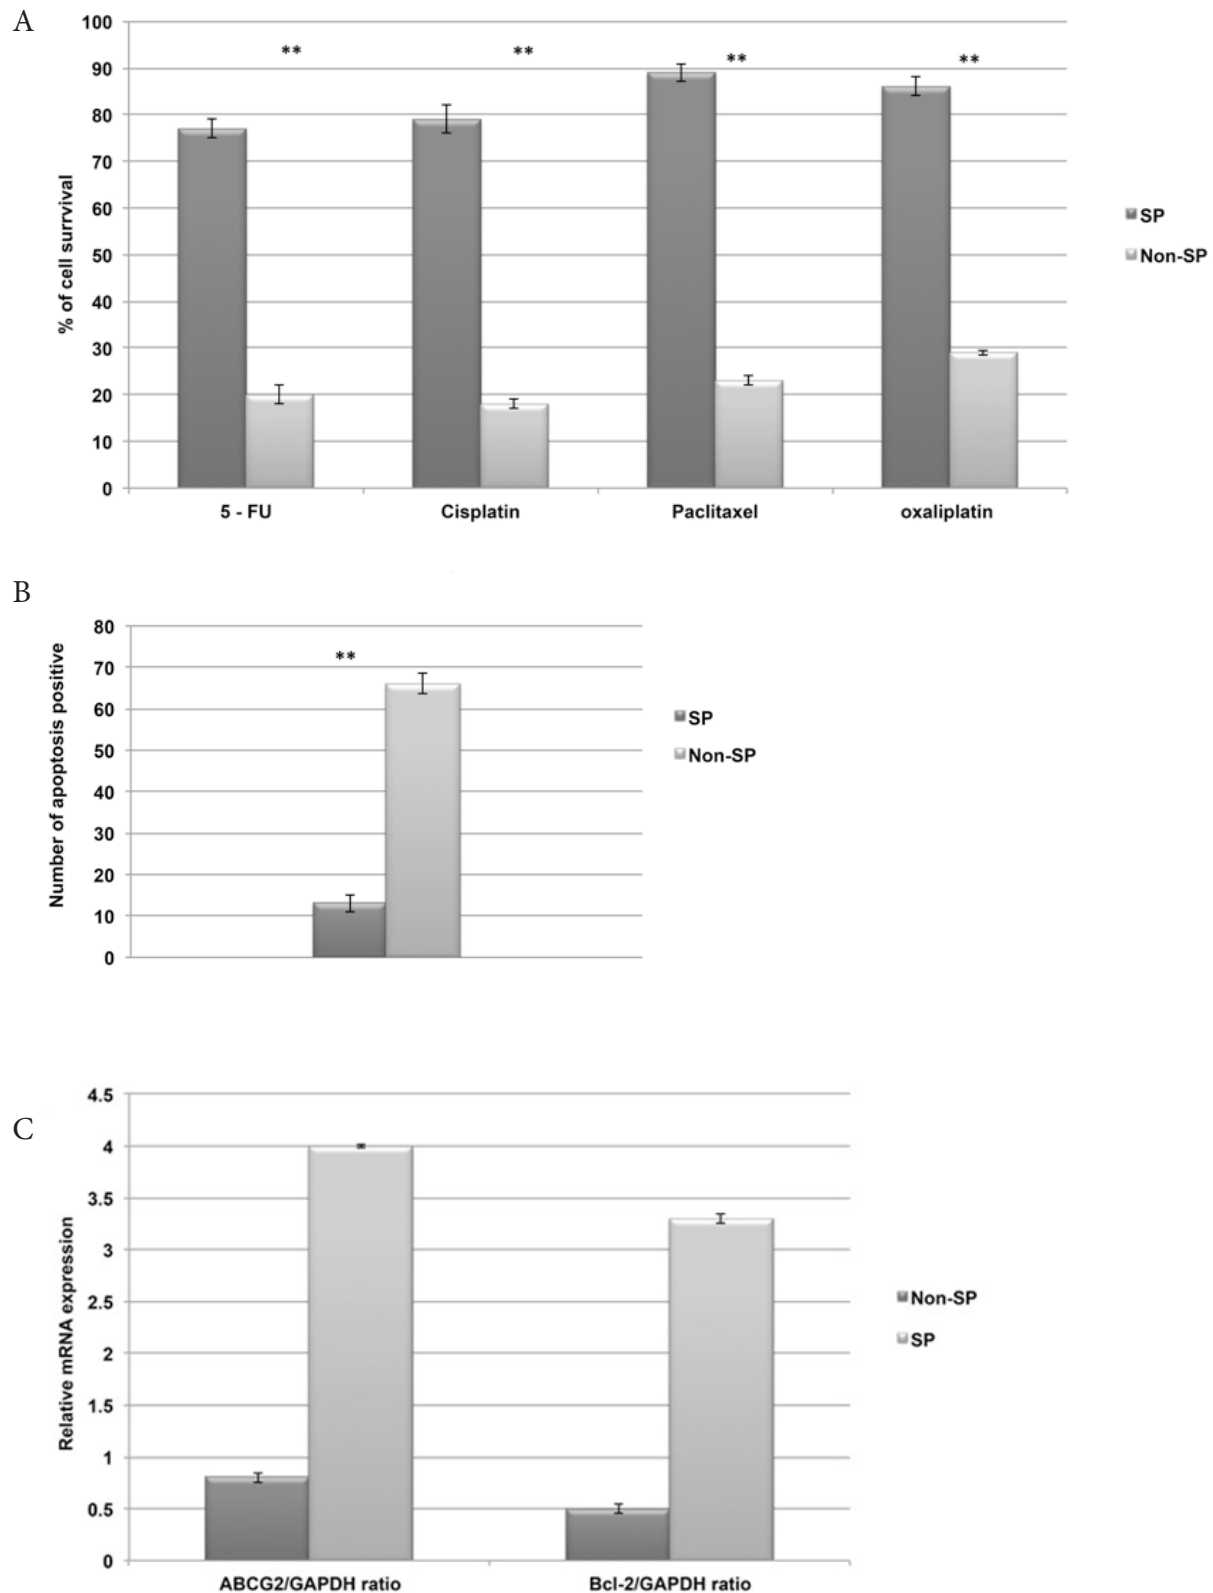 A
100
90
80
70
60
50
40
30
20
10
0
% of cell surrvival
** ** ** **
5 - FU Cisplatin Paclitaxel oxaliplatin
SP
Non-SP
B
80
70
60
50
40
30
20
10
0
Number of apoptosis positive
**
SP
Non-SP
C
4.5
4
3.5
3
2.5
2
1.5
1
0.5
0
Relative mRNA expression
ABCG2/GAPDH ratio Bcl-2/GAPDH ratio
Non-SP
SP